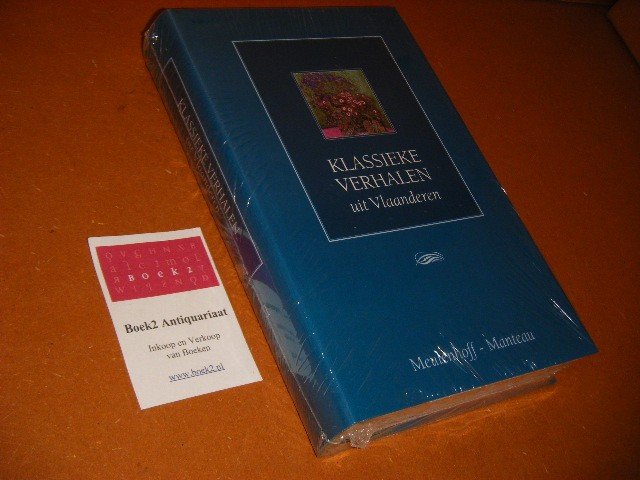 KLASSIEKE
VERHALEN
uit Vlaanderen
Meulenhoff - Manteau
KLASSIEKE VERHALEN
BOEK2
Boek2 Antiquariaat
Inkoop en Verkoop
van Boeken
www.boek2.nl